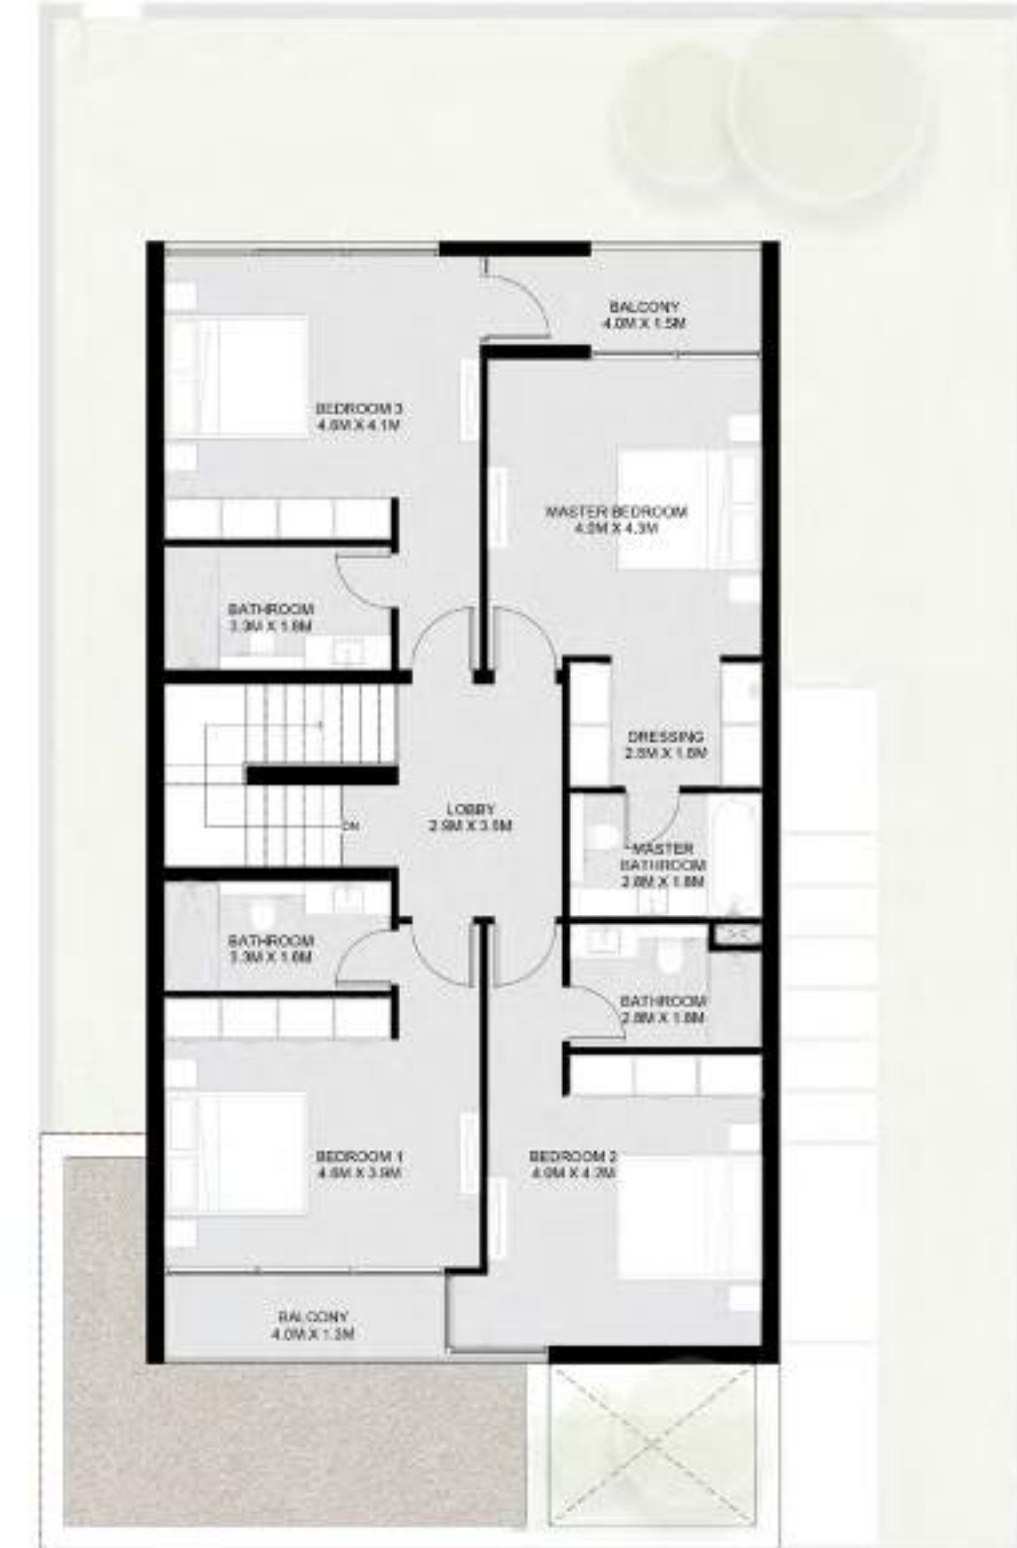 BALCONY
4.0M X 1.5M
BEDROOM 3
4.6M X 4.1M
MASTER BEDROOM
4.0M X 4.3M
BATHROOM
3.3M X 1.8M
DRESSING
2.8M X 1.8M
LOBBY
2.9M X 3.5M
DN
MASTER
BATHROOM
2.8M X 1.8M
BATHROOM
3.3M X 1.6M
BATHROOM
2.8M X 1.8M
BEDROOM 1
4.6M X 3.9M
BEDROOM 2
4.0M X 4.2M
BALCONY
4.0M X 1.3M